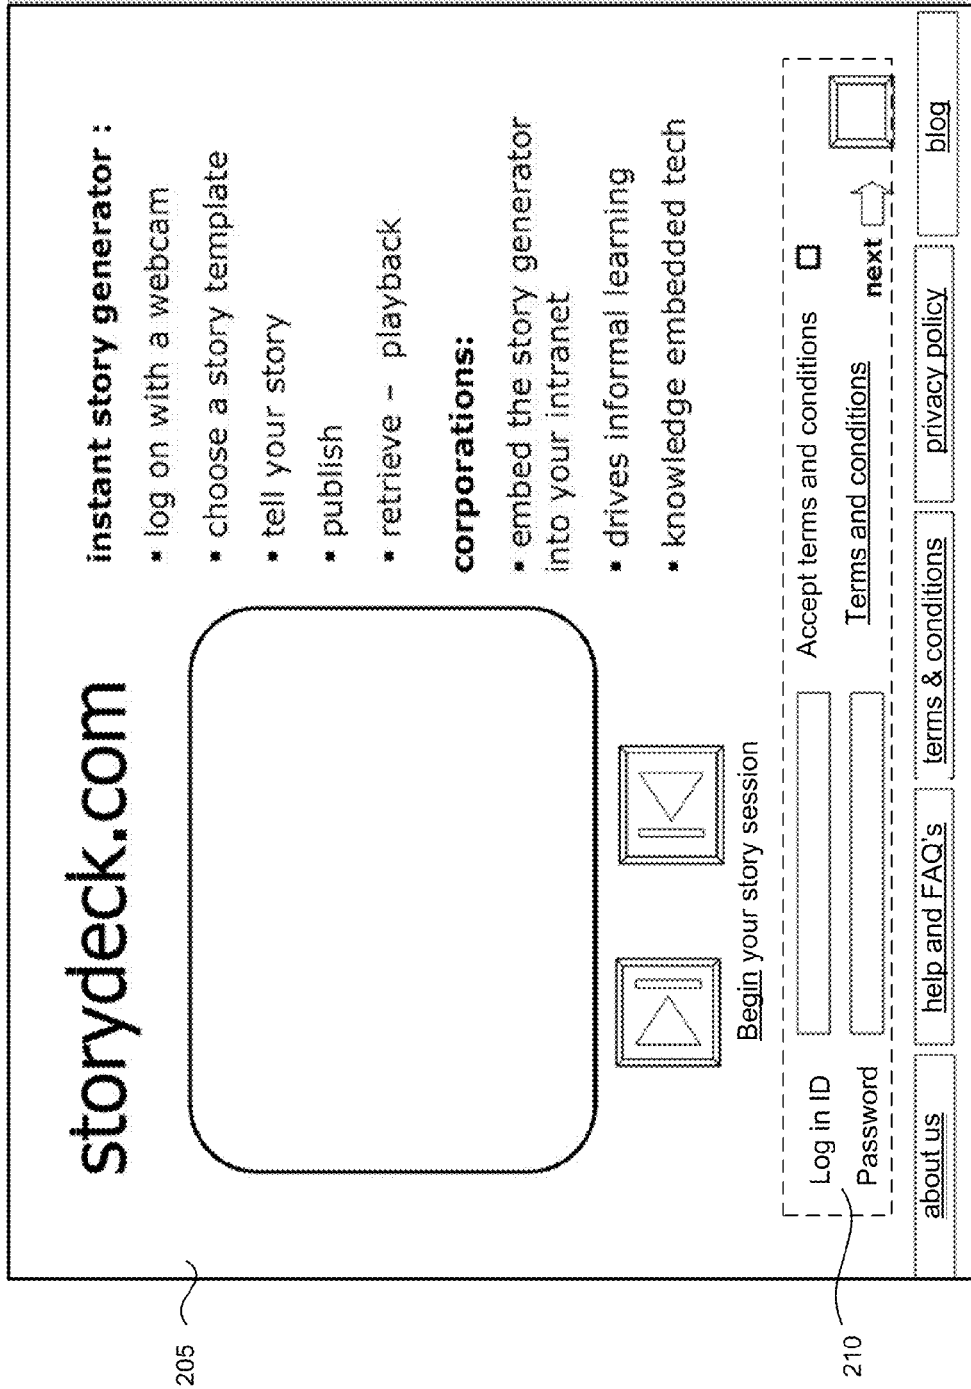 storydeck.com
instant story generator :
▪ log on with a webcam
▪ choose a story template
▪ tell your story
▪ publish
▪ retrieve – playback
corporations:
▪ embed the story generator
into your intranet
▪ drives informal learning
▪ knowledge embedded tech
Begin your story session
Log in ID
Password
Accept terms and conditions
Terms and conditions
next
about us
help and FAQ's
terms & conditions
privacy policy
blog
205
210